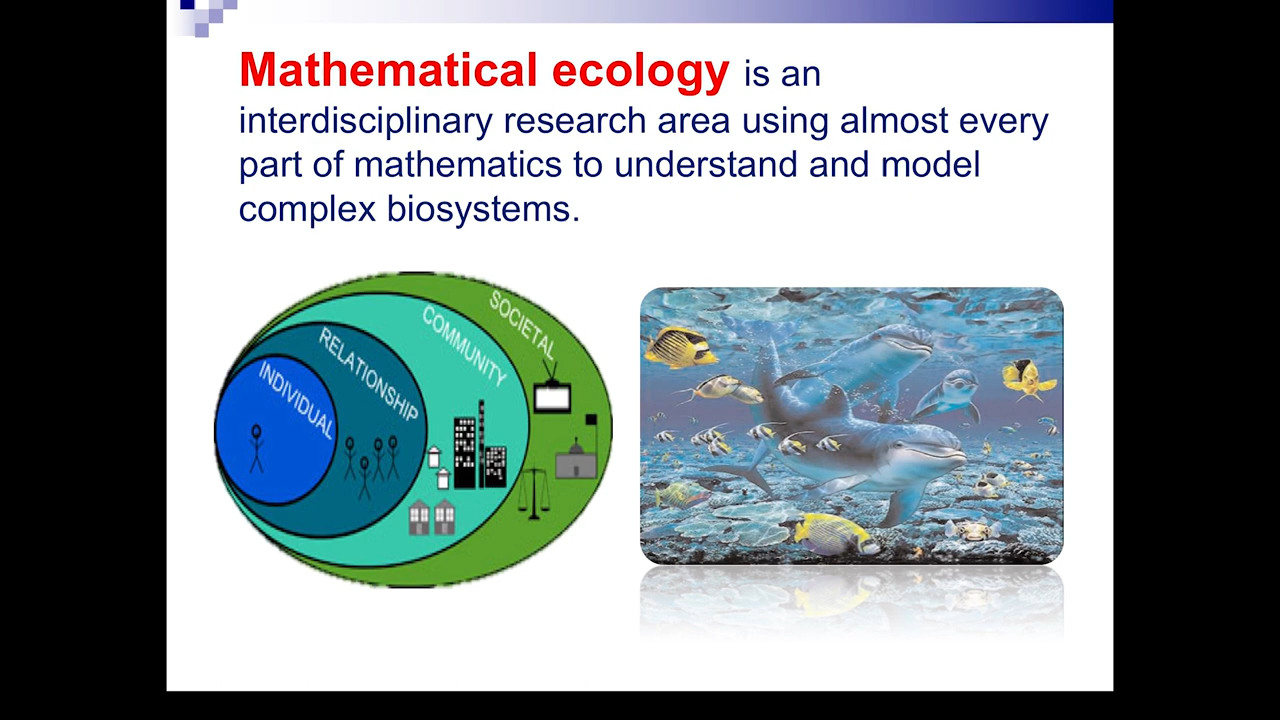 Mathematical ecology is an
interdisciplinary research area using almost every
part of mathematics to understand and model
complex biosystems.
SOCIETAL
COMMUNITY
RELATIONSHIP
INDIVIDUAL